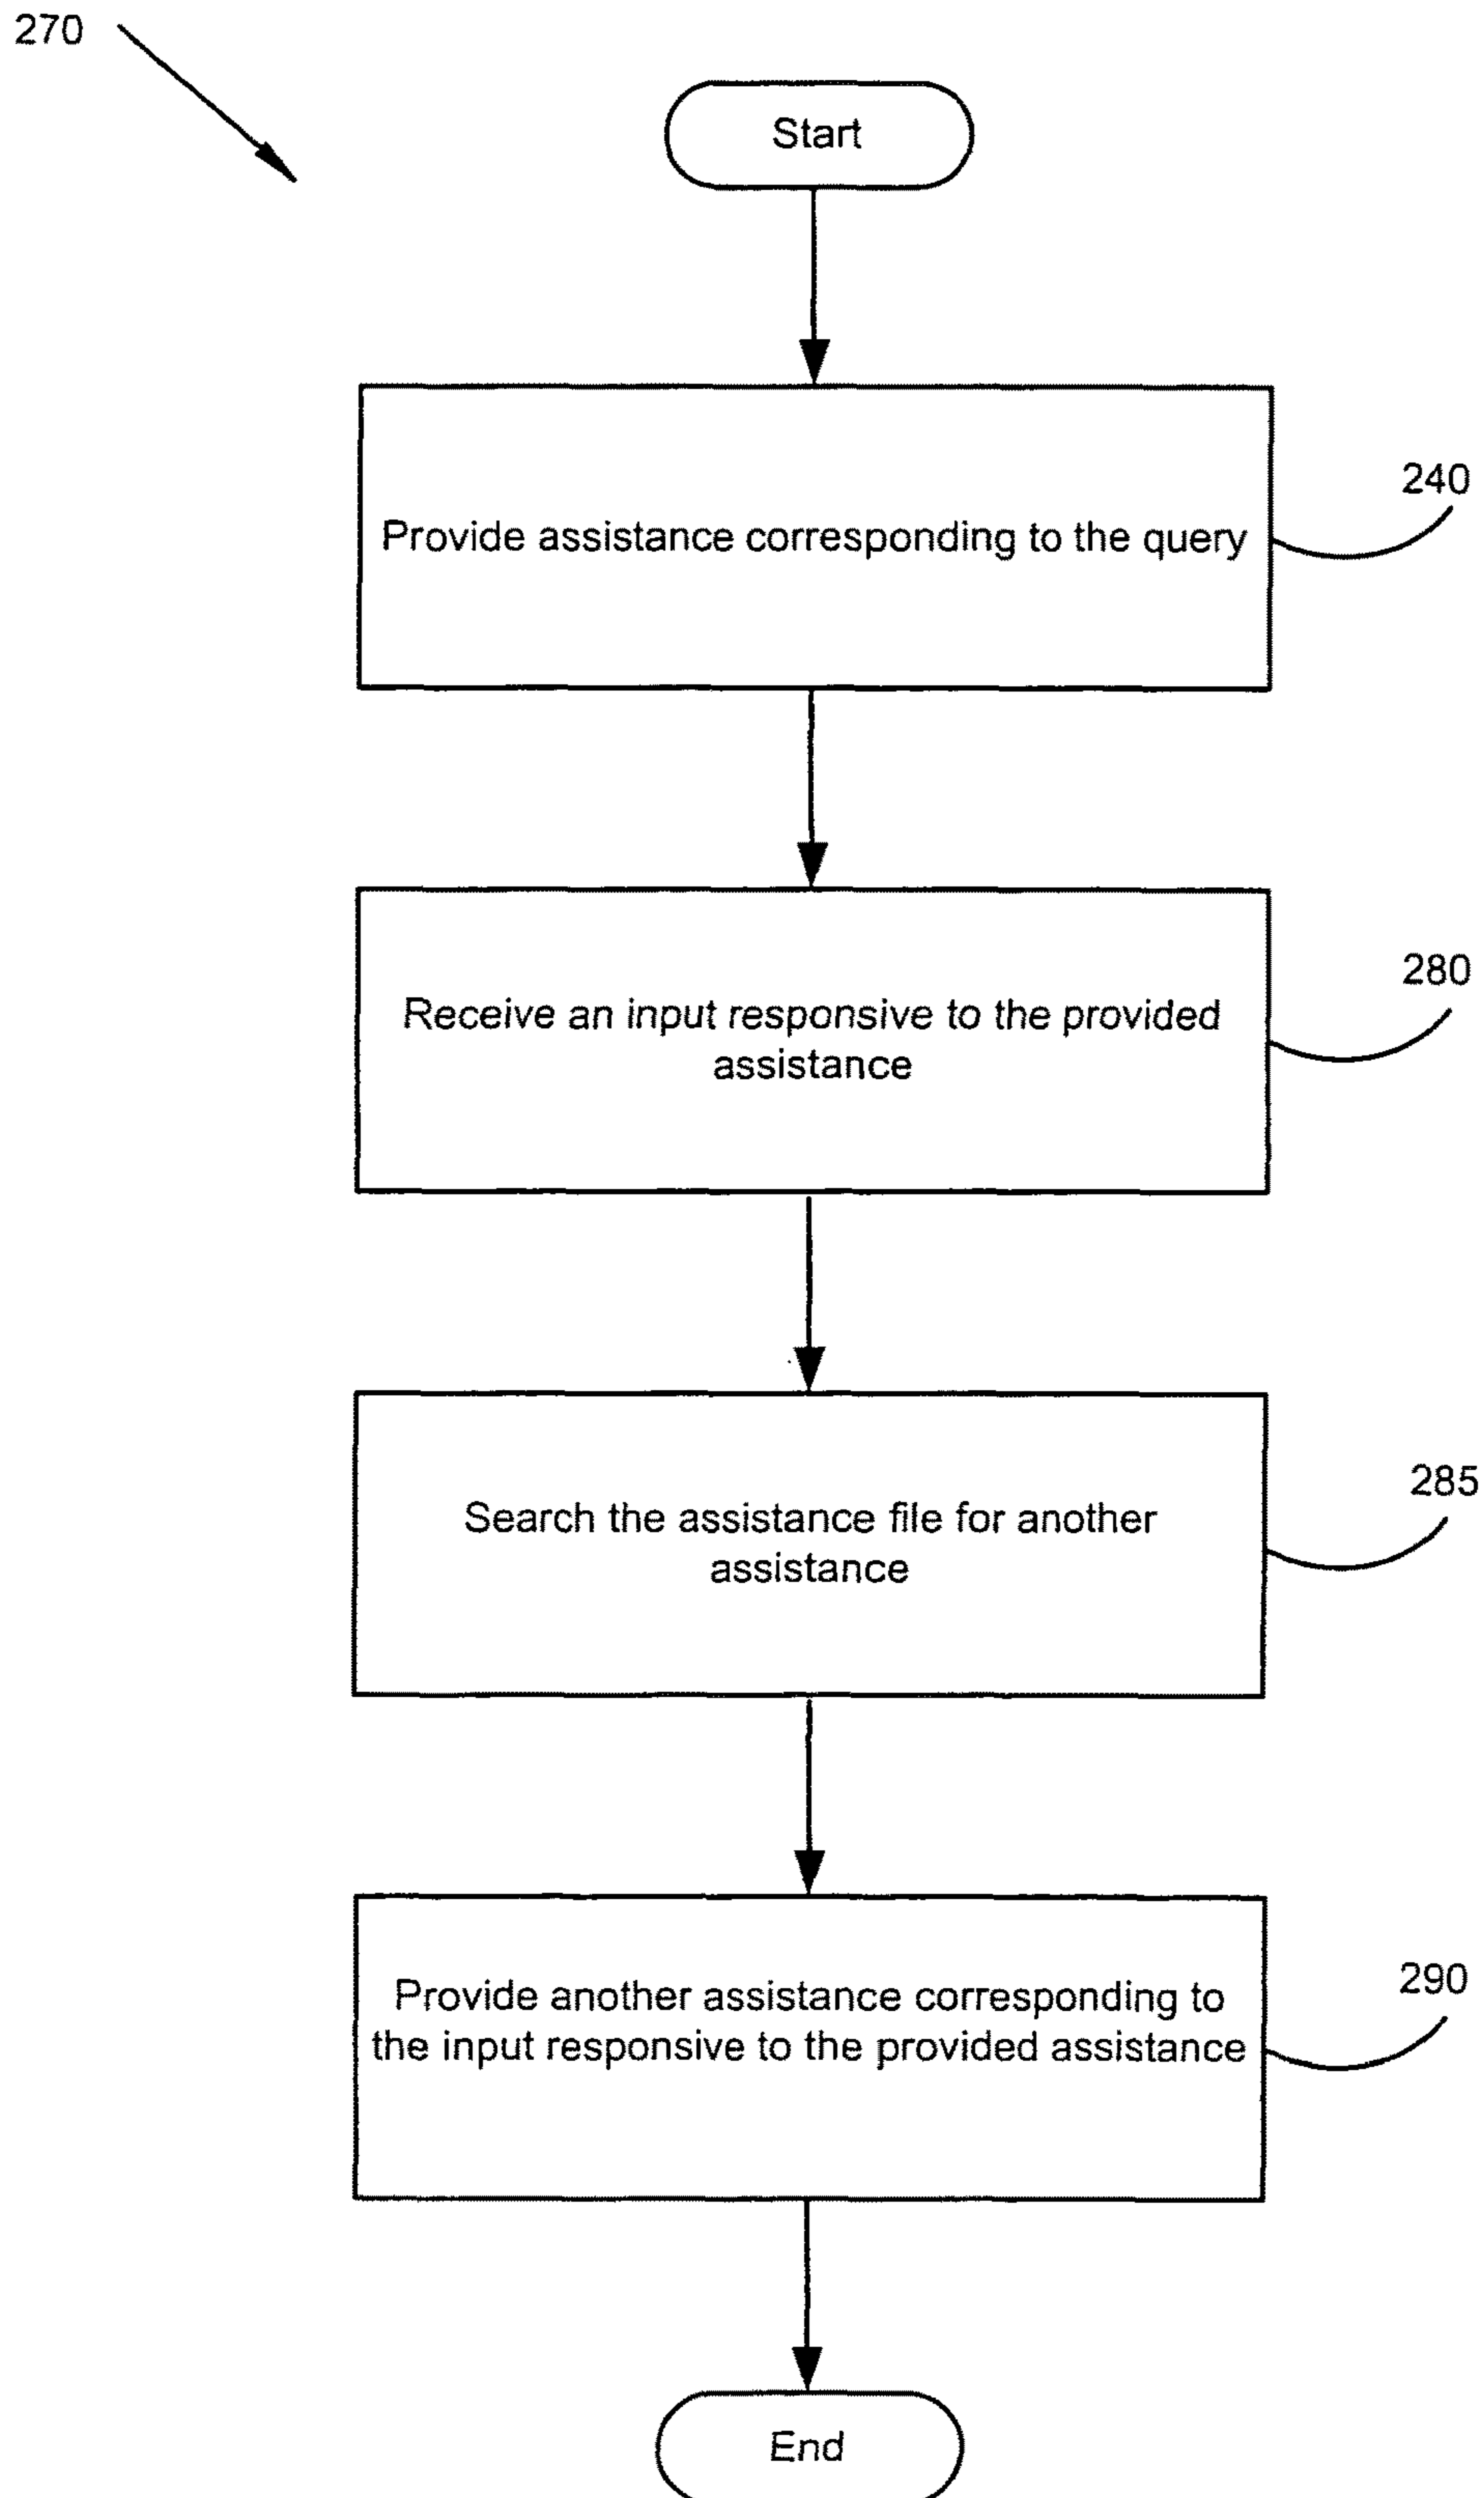 270
Start
Provide assistance corresponding to the query
240
Receive an input responsive to the provided
assistance
280
Search the assistance file for another
assistance
285
Provide another assistance corresponding to
the input responsive to the provided assistance
290
End